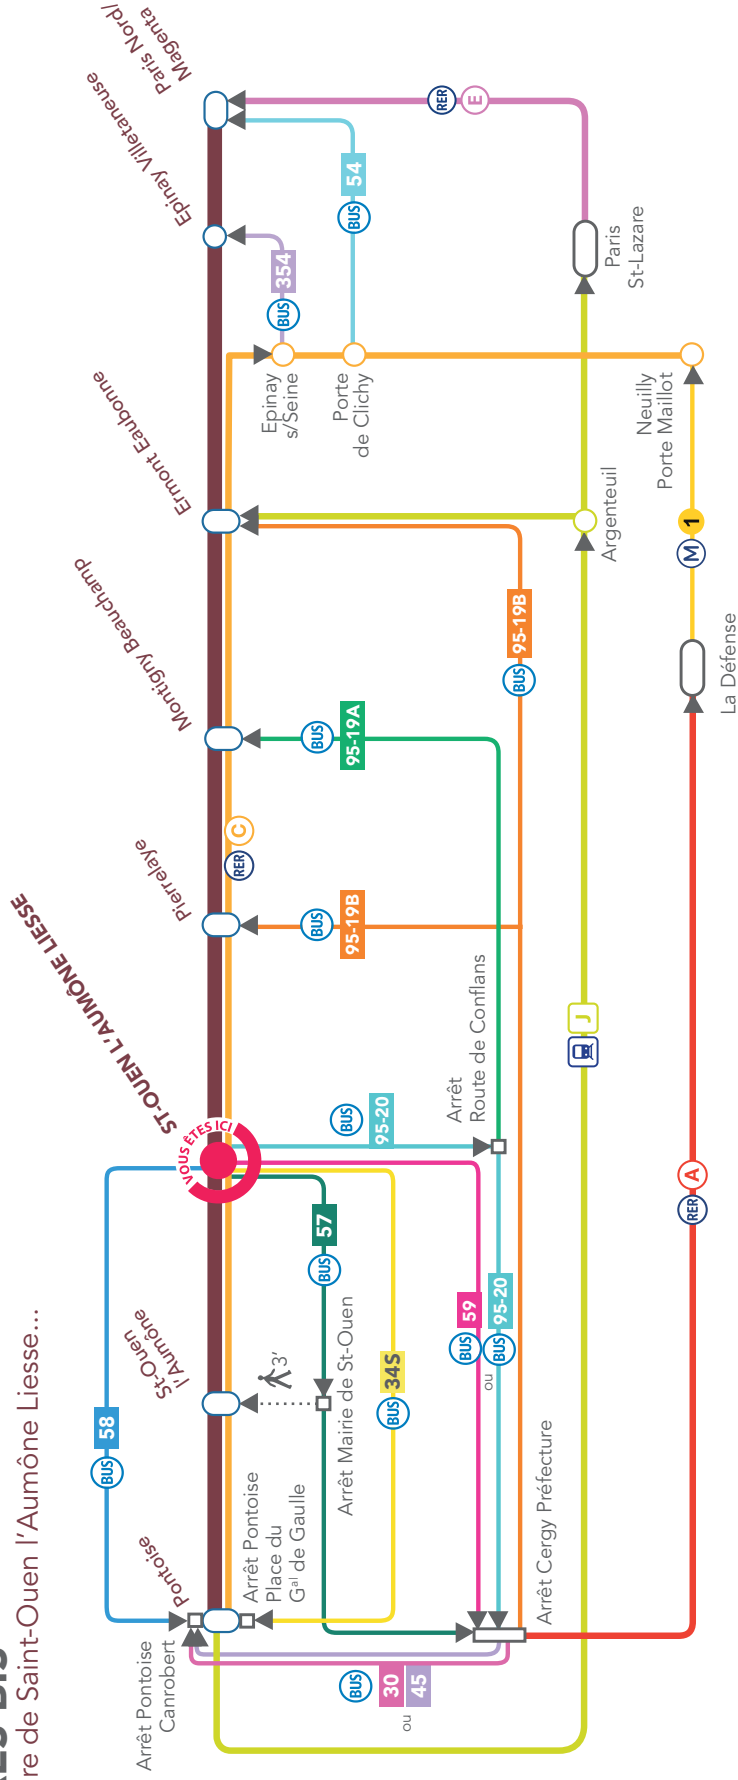 re de Saint-Ouen l'Aumône Liesse...
Pontoise
St-Ouen
l'Aumône
ST-OUEN L'AUMÔNE LIESSE
VOUS ÊTES ICI
Pierrelaye
Montigny Beauchamp
Ermont Eaubonne
Epinay Villetaneuse
Paris Nord/
Magenta
BUS 58
Arrêt Pontoise
Canrobert
Arrêt Pontoise
Place du
Gal de Gaulle
3'
Arrêt Mairie de St-Ouen
BUS 57
BUS 34S
BUS 95-20
BUS 59
ou
BUS 95-20
BUS 30
ou 45
Arrêt Cergy Préfecture
Arrêt
Route de Conflans
BUS 95-19B
RER C
BUS 95-19A
BUS 95-19B
Epinay
s/Seine
BUS 354
Porte
de Clichy
BUS 54
RER E
J
Argenteuil
Paris
St-Lazare
RER A
La Défense
M 1
Neuilly
Porte Maillot